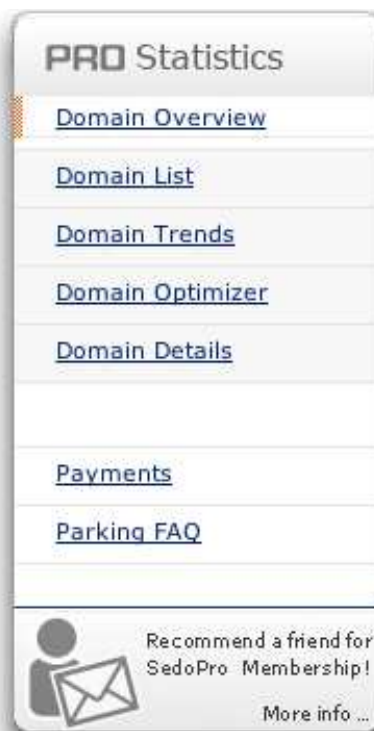 PRO Statistics
Domain Overview
Domain List
Domain Trends
Domain Optimizer
Domain Details
Payments
Parking FAQ
Recommend a friend for
SedoPro Membership!
More info ...